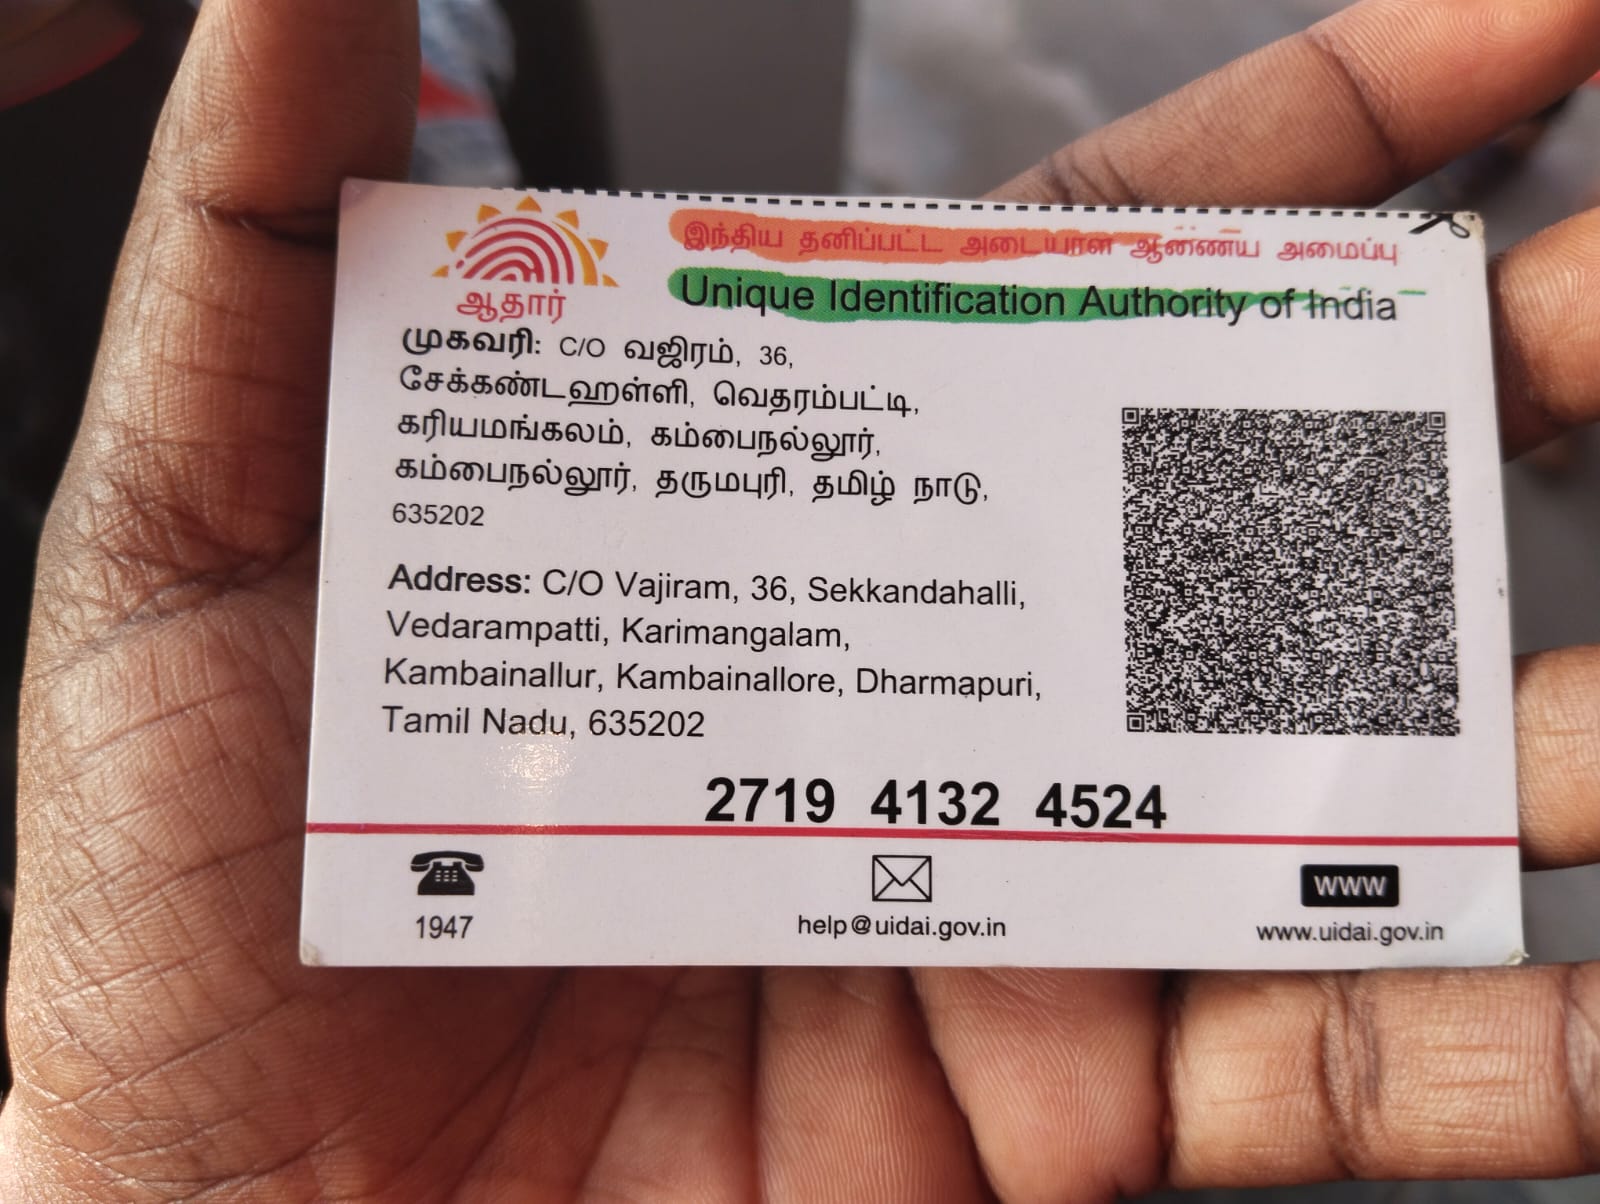 ஆதார்
இந்திய தனிப்பட்ட அடையாள ஆணைய அமைப்பு
Unique Identification Authority of India
முகவரி: C/O வஜிரம், 36,
சேக்கண்டஹள்ளி, வெதரம்பட்டி,
கரியமங்கலம், கம்பைநல்லூர்,
கம்பைநல்லூர், தருமபுரி, தமிழ் நாடு,
635202
Address: C/O Vajiram, 36, Sekkandahalli,
Vedarampatti, Karimangalam,
Kambainallur, Kambainallore, Dharmapuri,
Tamil Nadu, 635202
2719 4132 4524
1947
help@uidai.gov.in
www
www.uidai.gov.in